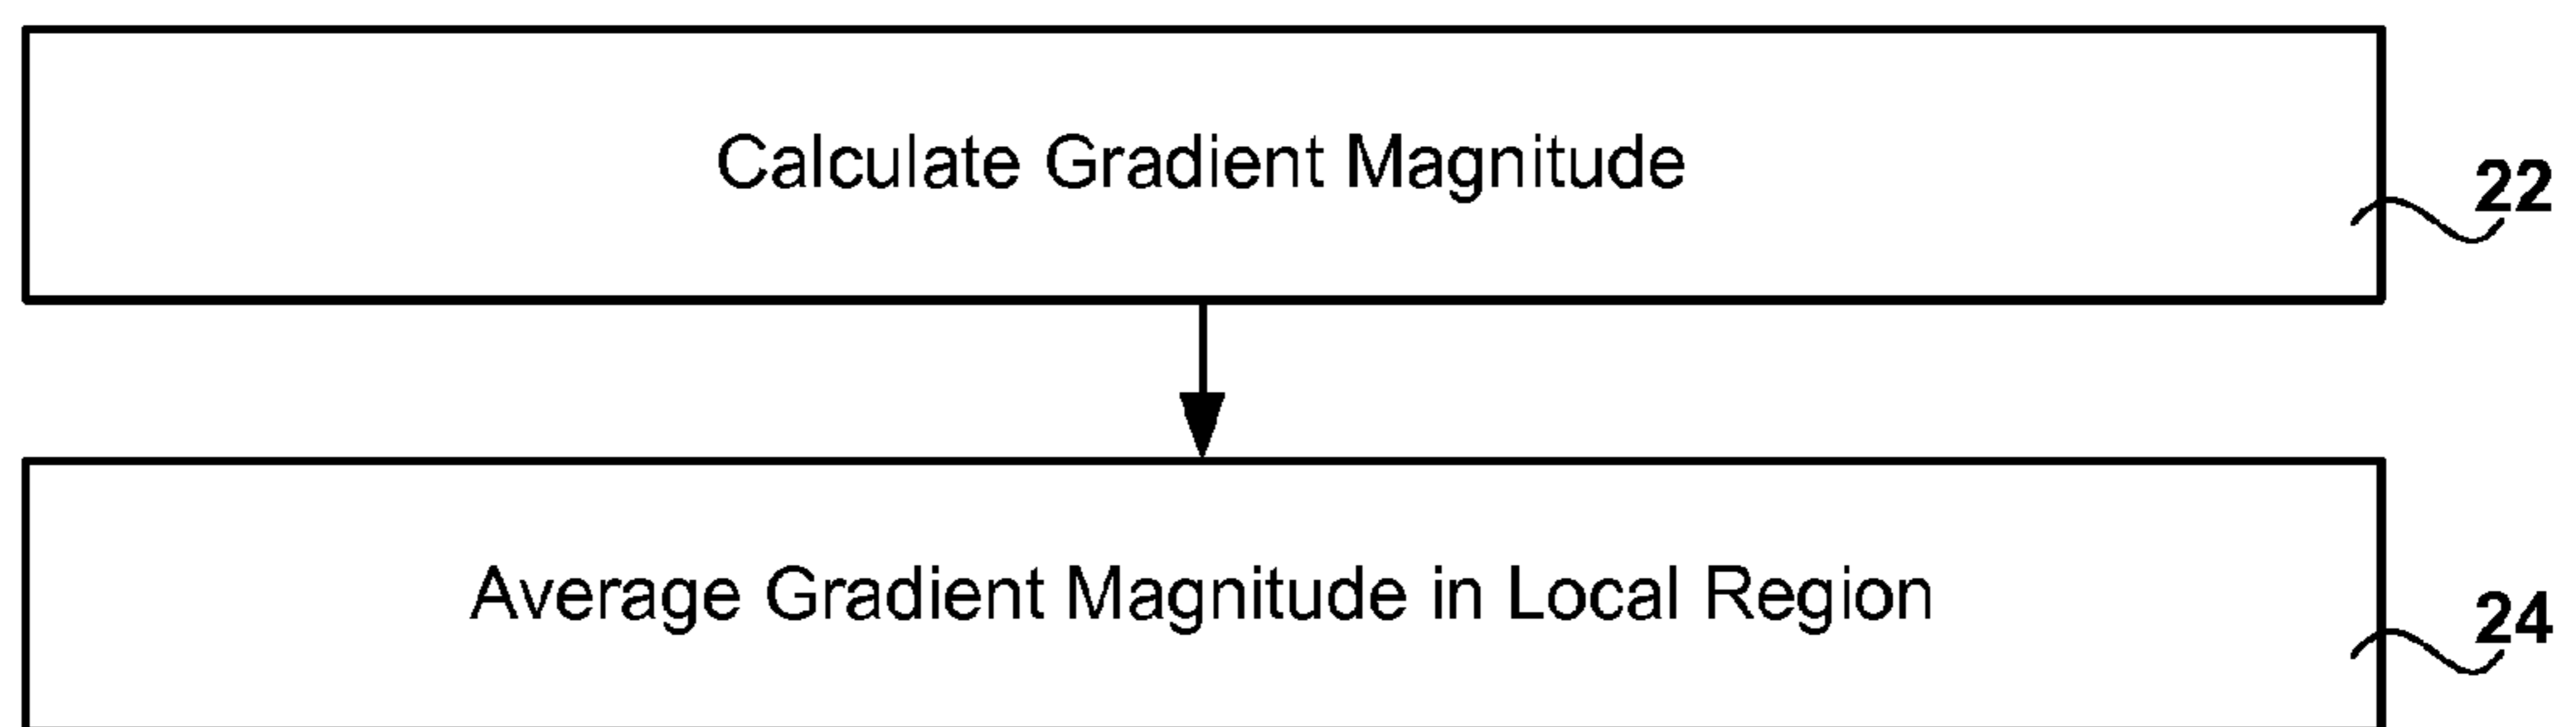 Calculate Gradient Magnitude
22
Average Gradient Magnitude in Local Region
24